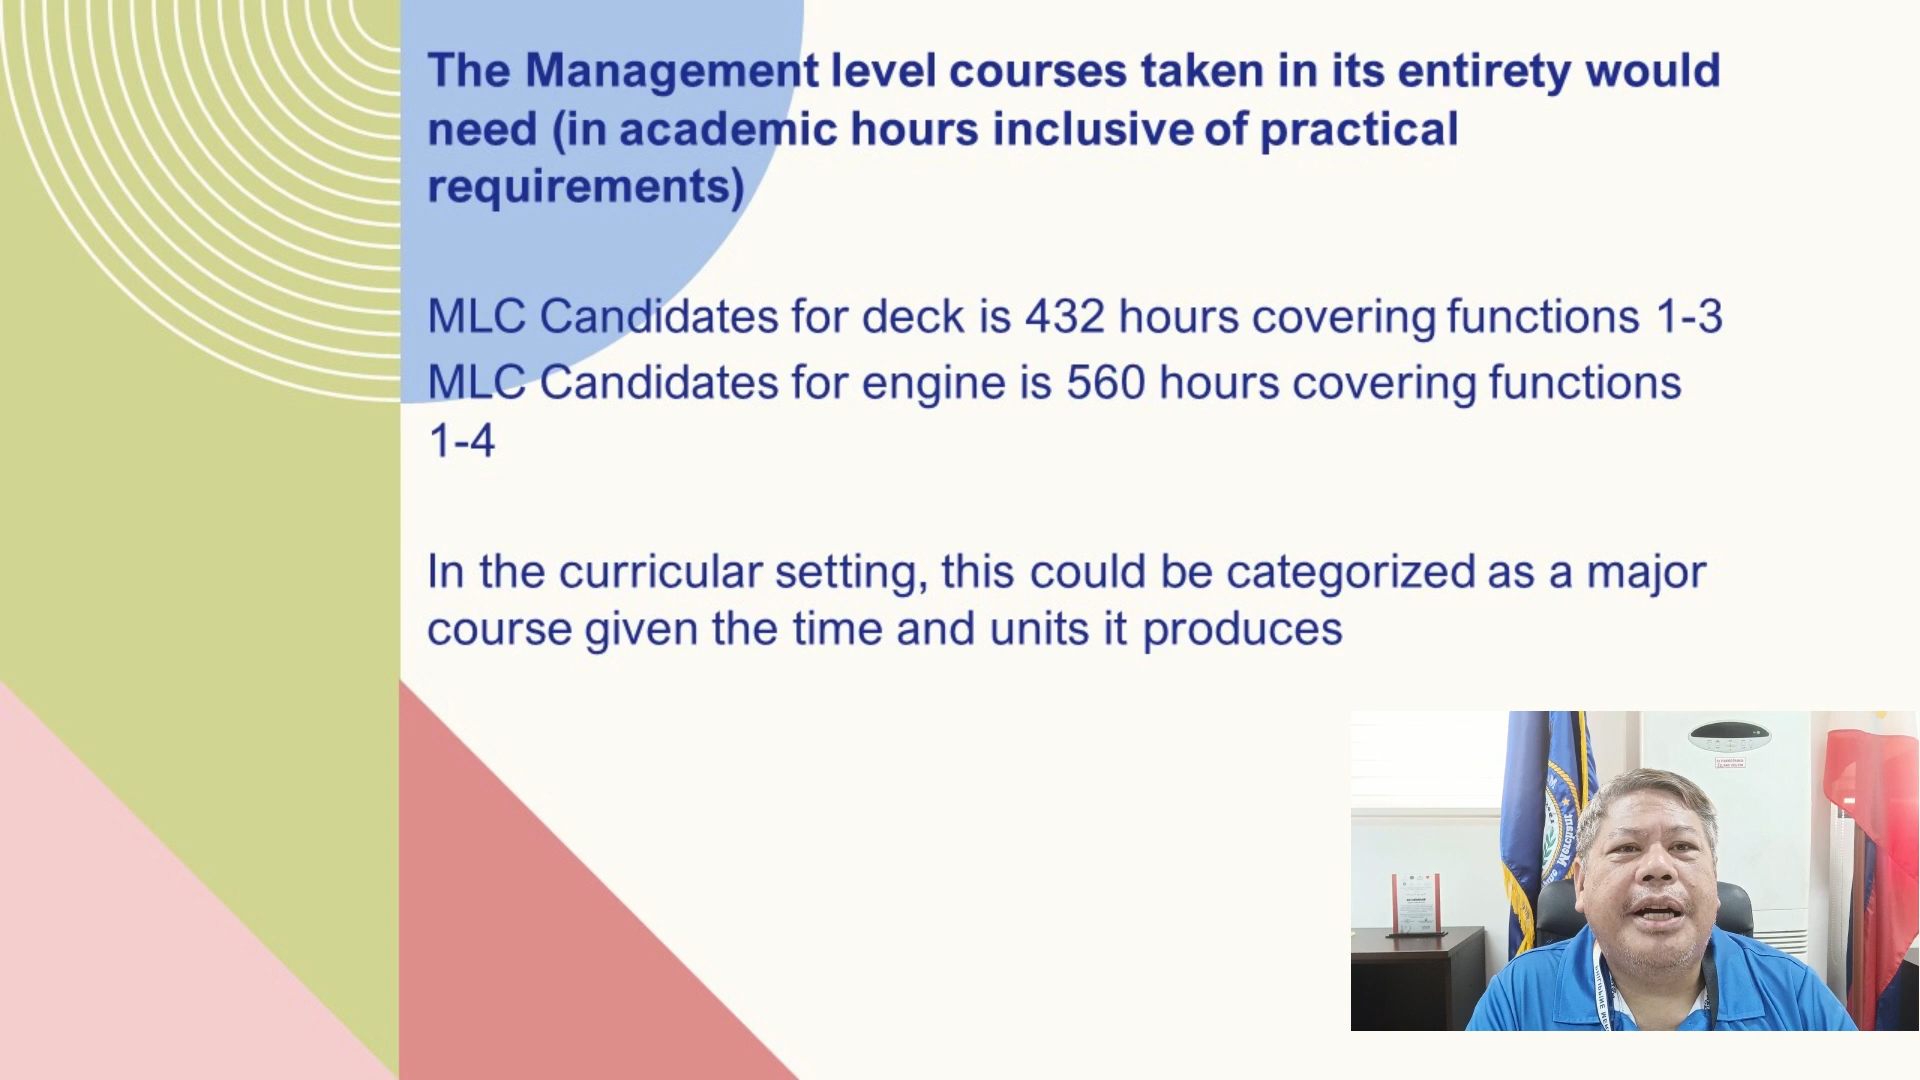 The Management level courses taken in its entirety would
need (in academic hours inclusive of practical
requirements)
MLC Candidates for deck is 432 hours covering functions 1-3
MLC Candidates for engine is 560 hours covering functions
1-4
In the curricular setting, this could be categorized as a major
course given the time and units it produces
Merchant
PHILIPPINE